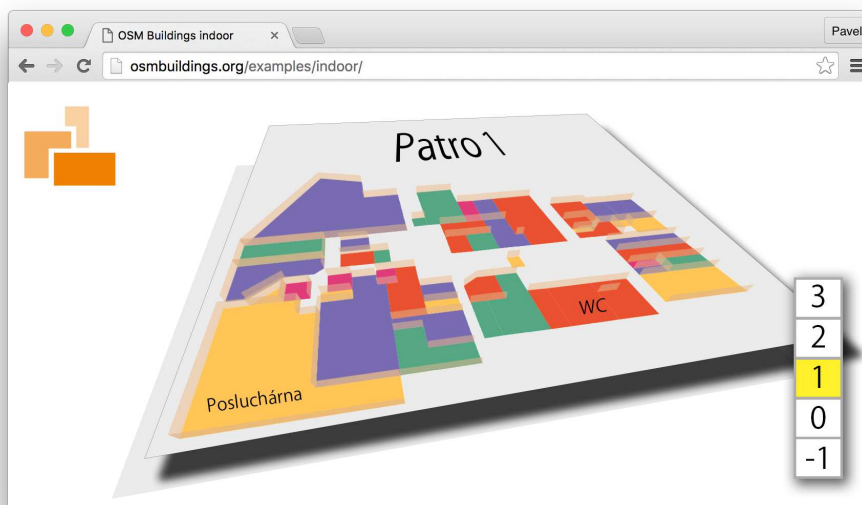 OSM Buildings indoor
Pavel
osmbuildings.org/examples/indoor/
Patro 1
WC
Posluchárna
3
2
1
0
-1